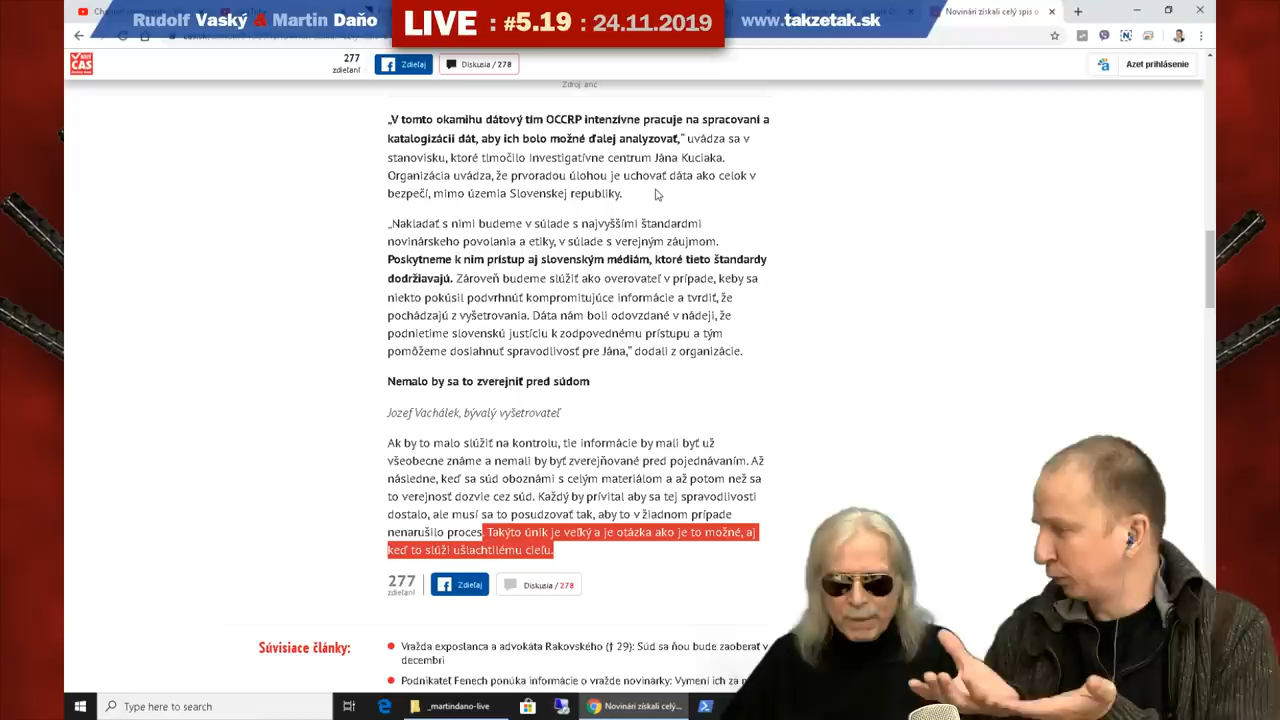 Rudolf Vaský & Martin Daňo
LIVE : #5.19 : 24.11.2019
www.takzetak.sk
Novinári získali celý spis o
NOVÝ ČAS
277
zdieľaní
Zdieľaj
Diskusia / 278
Azet prihlásenie
Zdroj: anc
„V tomto okamihu dátový tím OCCRP intenzívne pracuje na spracovaní a
katalogizácii dát, aby ich bolo možné ďalej analyzovať,“ uvádza sa v
stanovisku, ktoré tlmočilo Investigatívne centrum Jána Kuciaka.
Organizácia uvádza, že prvoradou úlohou je uchovať dáta ako celok v
bezpečí, mimo územia Slovenskej republiky.
„Nakladať s nimi budeme v súlade s najvyššími štandardmi
novinárskeho povolania a etiky, v súlade s verejným záujmom.
Poskytneme k nim prístup aj slovenským médiám, ktoré tieto štandardy
dodržiavajú. Zároveň budeme slúžiť ako overovateľ v prípade, keby sa
niekto pokúsil podvrhnúť kompromitujúce informácie a tvrdiť, že
pochádzajú z vyšetrovania. Dáta nám boli odovzdané v nádeji, že
podnietime slovenskú justíciu k zodpovednému prístupu a tým
pomôžeme dosiahnuť spravodlivosť pre Jána,“ dodali z organizácie.
Nemalo by sa to zverejniť pred súdom
Jozef Vachálek, bývalý vyšetrovateľ
Ak by to malo slúžiť na kontrolu, tie informácie by mali byť už
všeobecne známe a nemali by byť zverejňované pred pojednávaním. Až
následne, keď sa súd oboznámi s celým materiálom a až potom než sa
to verejnosť dozvie cez súd. Každý by privítal aby sa tej spravodlivosti
dostalo, ale musí sa to posudzovať tak, aby to v žiadnom prípade
nenarušilo proces. Takýto únik je veľký a je otázka ako je to možné, aj
keď to slúži ušľachtilému cieľu.
277
zdieľaní
Zdieľaj
Diskusia / 278
Súvisiace články:
Vražda exposlanca a advokáta Rakovského († 29): Súd sa ňou bude zaoberať v
decembri
Podnikateľ Fenech ponúka informácie o vražde novinárky: Vymení ich za
Type here to search
_martindano-live
Novinári získali celý...